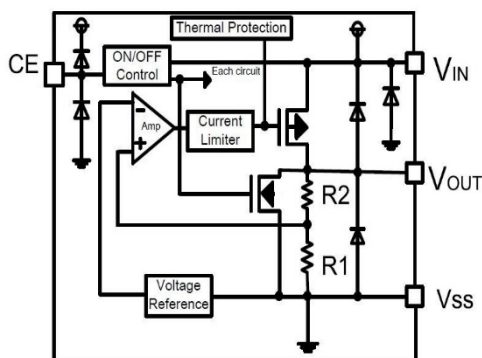 Thermal Protection
CE
ON/OFF
Control
Each circuit
VIN
-
Amp
+
Current
Limiter
VOUT
R2
R1
Voltage
Reference
Vss